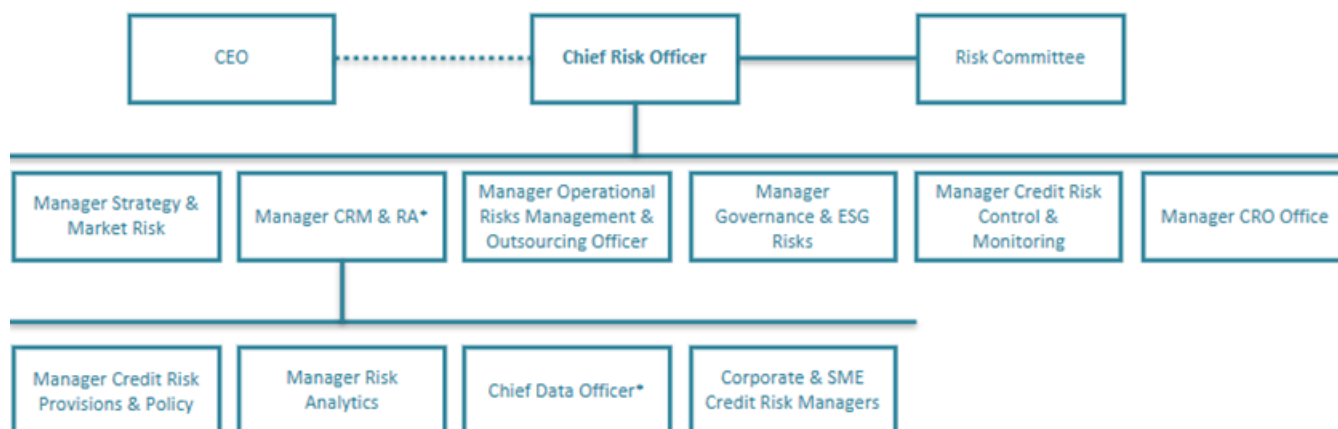 CEO
Chief Risk Officer
Risk Committee
Manager Strategy &
Market Risk
Manager CRM & RA*
Manager Operational
Risks Management &
Outsourcing Officer
Manager
Governance & ESG
Risks
Manager Credit Risk
Control &
Monitoring
Manager CRO Office
Manager Credit Risk
Provisions & Policy
Manager Risk
Analytics
Chief Data Officer*
Corporate & SME
Credit Risk Managers